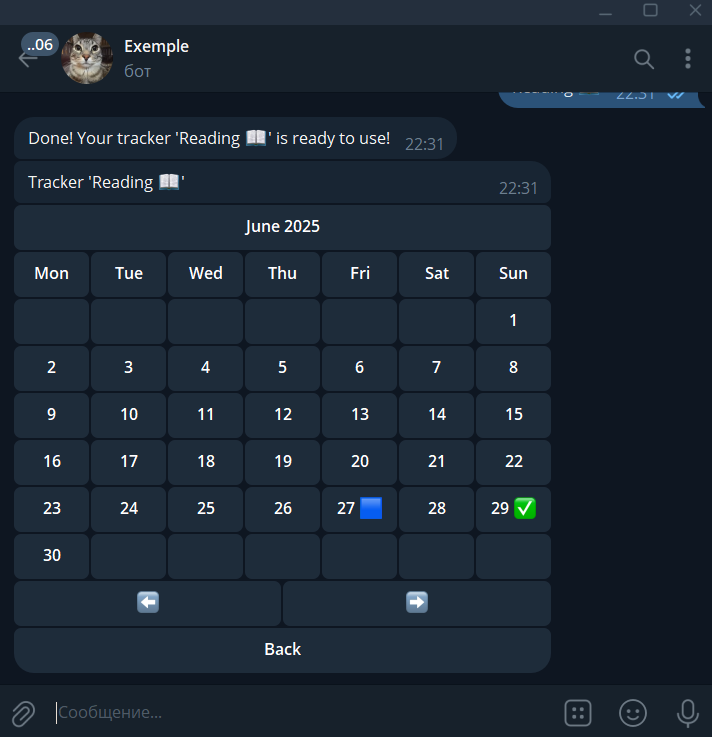 ..06
Exemple
бот
Reading 22:31
Done! Your tracker 'Reading 📖' is ready to use! 22:31
Tracker 'Reading 📖' 22:31
June 2025
Mon Tue Wed Thu Fri Sat Sun
1
2 3 4 5 6 7 8
9 10 11 12 13 14 15
16 17 18 19 20 21 22
23 24 25 26 27 🟦 28 29 ✅
30
⬅️ ➡️
Back
Сообщение...